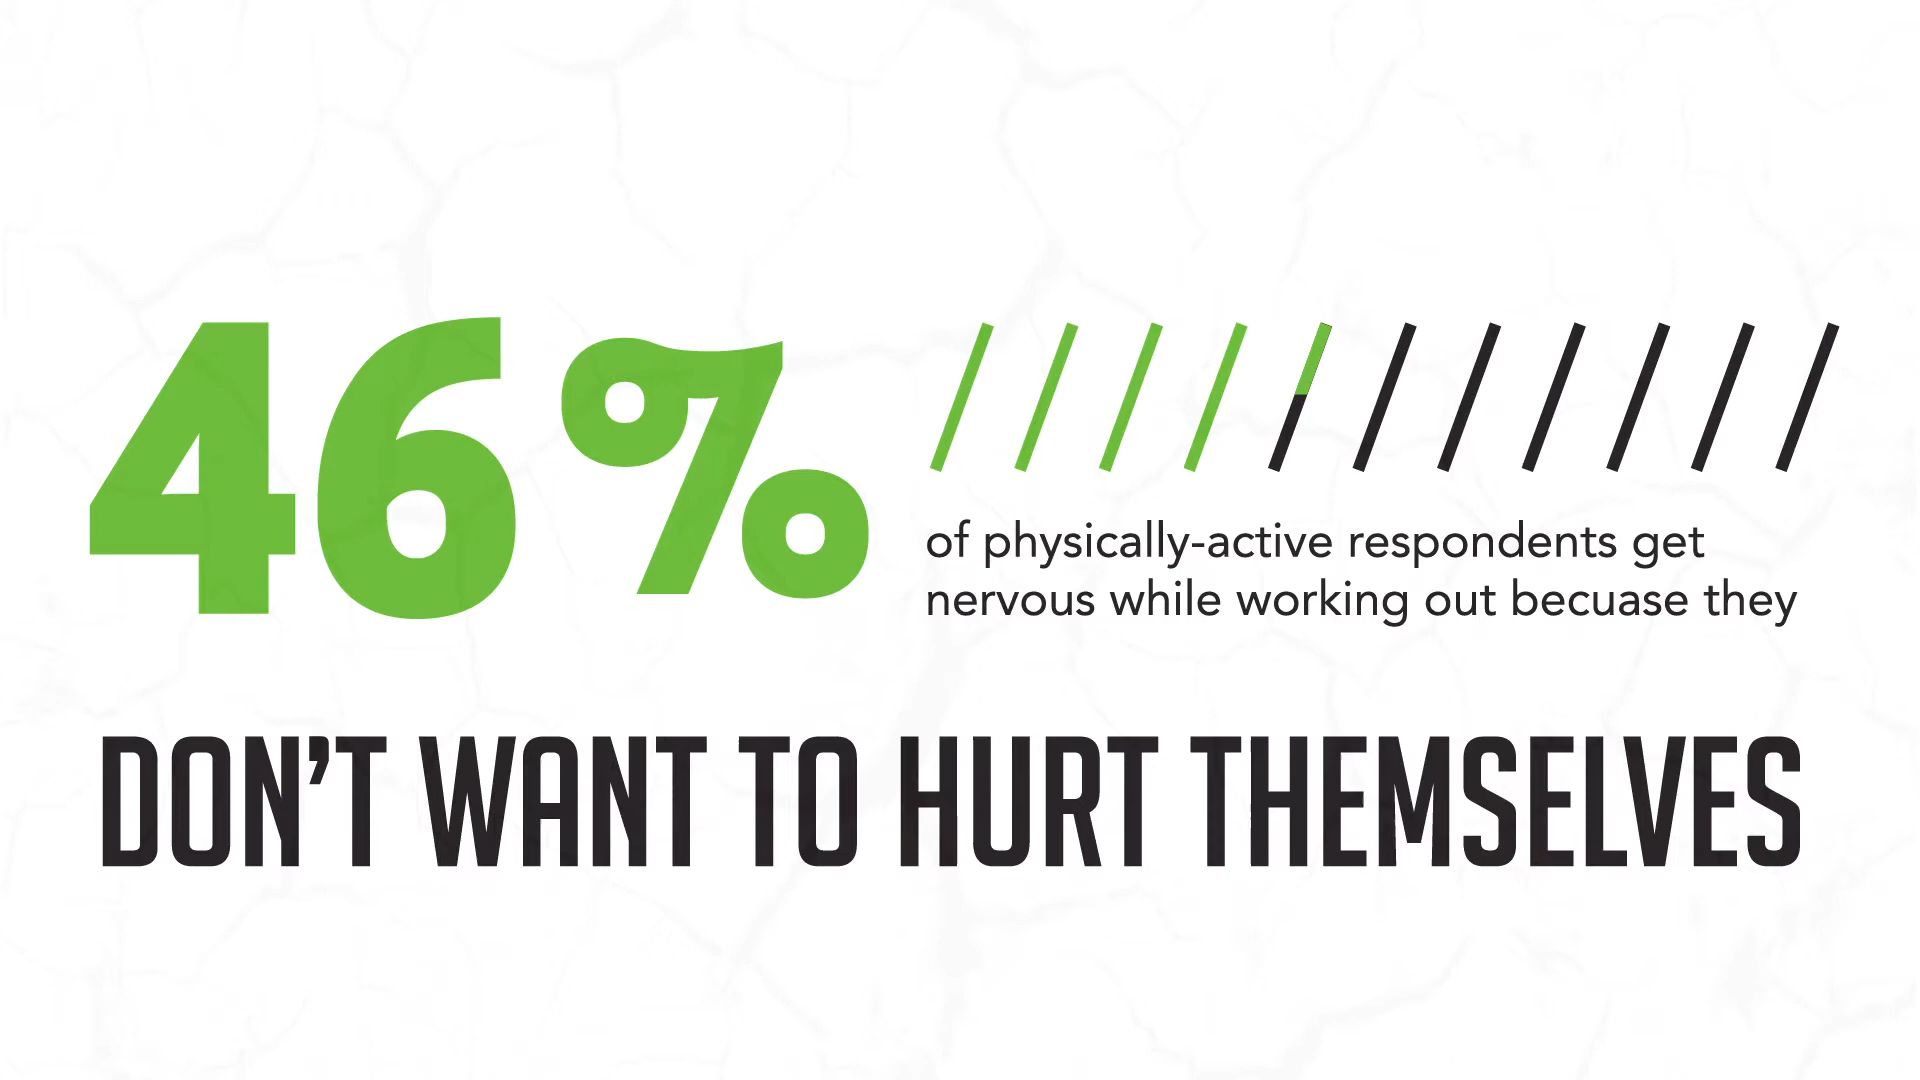 46%
of physically-active respondents get
nervous while working out becuase they
DON'T WANT TO HURT THEMSELVES